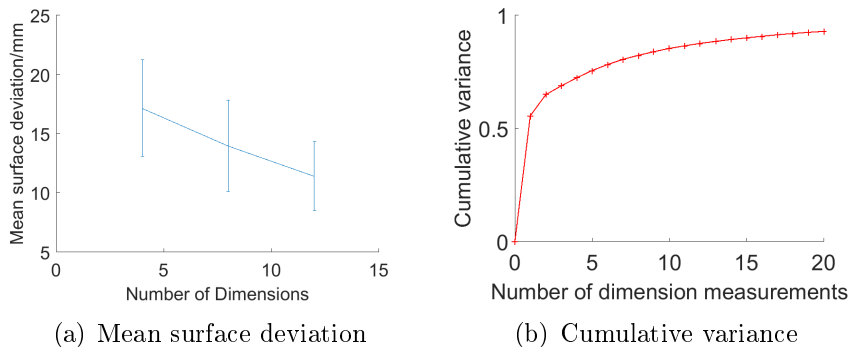 25
20
15
10
5
0
5
10
15
Mean surface deviation/mm
Number of Dimensions
(a) Mean surface deviation
1
0.5
0
0
5
10
15
20
Cumulative variance
Number of dimension measurements
(b) Cumulative variance